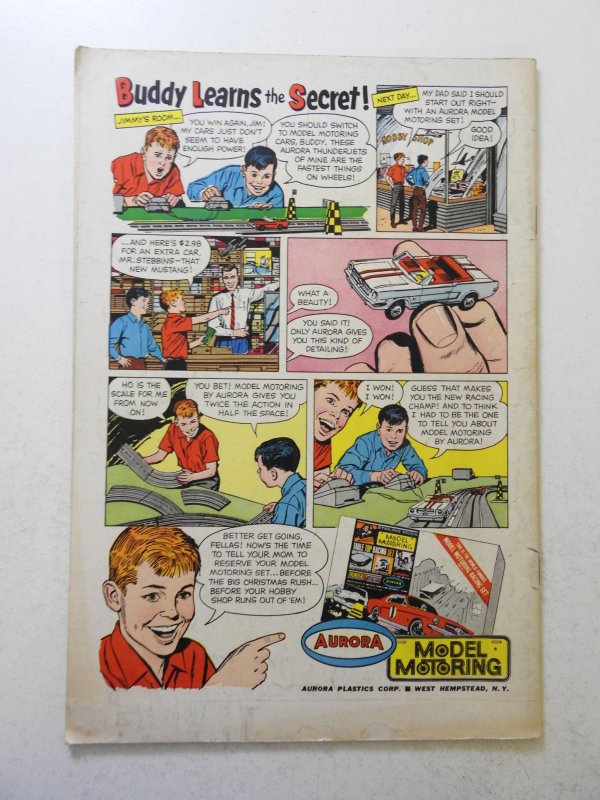 Buddy Learns the Secret!
JIMMY'S ROOM...
YOU WIN AGAIN, JIM!
MY CARS JUST DON'T
SEEM TO HAVE
ENOUGH POWER!
YOU SHOULD SWITCH
TO MODEL MOTORING
CARS, BUDDY. THESE
AURORA THUNDERJETS
OF MINE ARE THE
FASTEST THINGS
ON WHEELS!
NEXT DAY...
MY DAD SAID I SHOULD
START OUT RIGHT—
WITH AN AURORA MODEL
MOTORING SET!
GOOD
IDEA!
HOBBY SHOP
...AND HERE'S $2.98
FOR AN EXTRA CAR,
MR. STEBBINS—THAT
NEW MUSTANG!
WHAT A
BEAUTY!
YOU SAID IT!
ONLY AURORA GIVES
YOU THIS KIND OF
DETAILING!
HO IS THE
SCALE FOR ME
FROM NOW
ON!
YOU BET! MODEL MOTORING
BY AURORA GIVES YOU
TWICE THE ACTION IN
HALF THE SPACE!
I WON!
I WON!
GUESS THAT MAKES
YOU THE NEW RACING
CHAMP! AND TO THINK
I HAD TO BE THE ONE
TO TELL YOU ABOUT
MODEL MOTORING
BY AURORA!
BETTER GET GOING,
FELLAS! NOW'S THE TIME
TO TELL YOUR MOM TO
RESERVE YOUR MODEL
MOTORING SET...BEFORE
THE BIG CHRISTMAS RUSH...
BEFORE YOUR HOBBY
SHOP RUNS OUT OF 'EM!
MODEL
MOTORING
AURORA
AURORA
MODEL
MOTORING
AURORA PLASTICS CORP. ■ WEST HEMPSTEAD, N. Y.